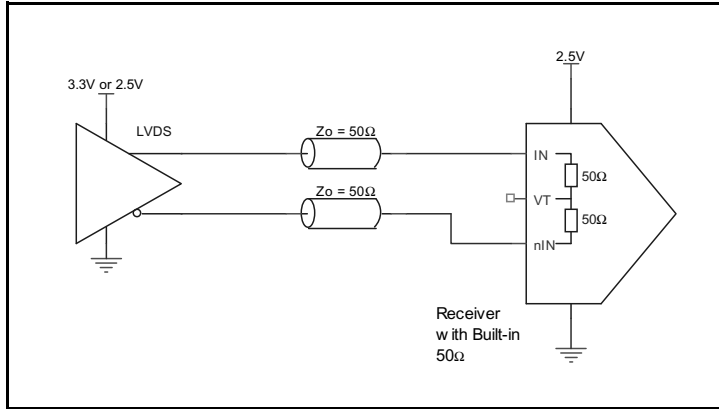 2.5V
3.3V or 2.5V
LVDS
Zo = 50Ω
IN
50Ω
Zo = 50Ω
VT
50Ω
nIN
Receiver
with Built-in
50Ω